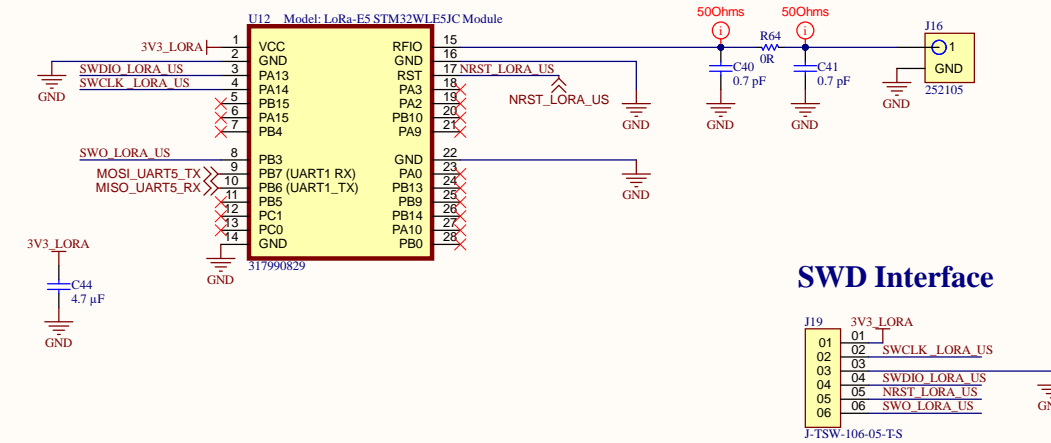 U12 Model: LoRa-E5 STM32WLE5JC Module
3V3_LORA 1 VCC RFIO 15
2 GND GND 16
SWDIO_LORA_US 3 PA13 RST 17 NRST_LORA_US
SWCLK_LORA_US 4 PA14 PA3 18
5 PB15 PA2 19
6 PA15 PB10 20
7 PB4 PA9 21
SWO_LORA_US 8 PB3 GND 22
MOSI_UART5_TX 9 PB7 (UART1 RX) PA0 23
MISO_UART5_RX 10 PB6 (UART1_TX) PB13 24
11 PB5 PB9 25
12 PC1 PB14 26
13 PC0 PA10 27
14 GND PB0 28
317990829
GND
GND
NRST_LORA_US
GND
GND
50Ohms
50Ohms
i
i
R64
0R
C40
0.7 pF
C41
0.7 pF
GND
GND
J16
1
GND
252105
GND
3V3_LORA
C44
4.7 µF
GND
SWD Interface
J19 3V3_LORA
01 01
02 02 SWCLK_LORA_US
03 03
04 04 SWDIO_LORA_US
05 05 NRST_LORA_US
06 06 SWO_LORA_US
J-TSW-106-05-T-S